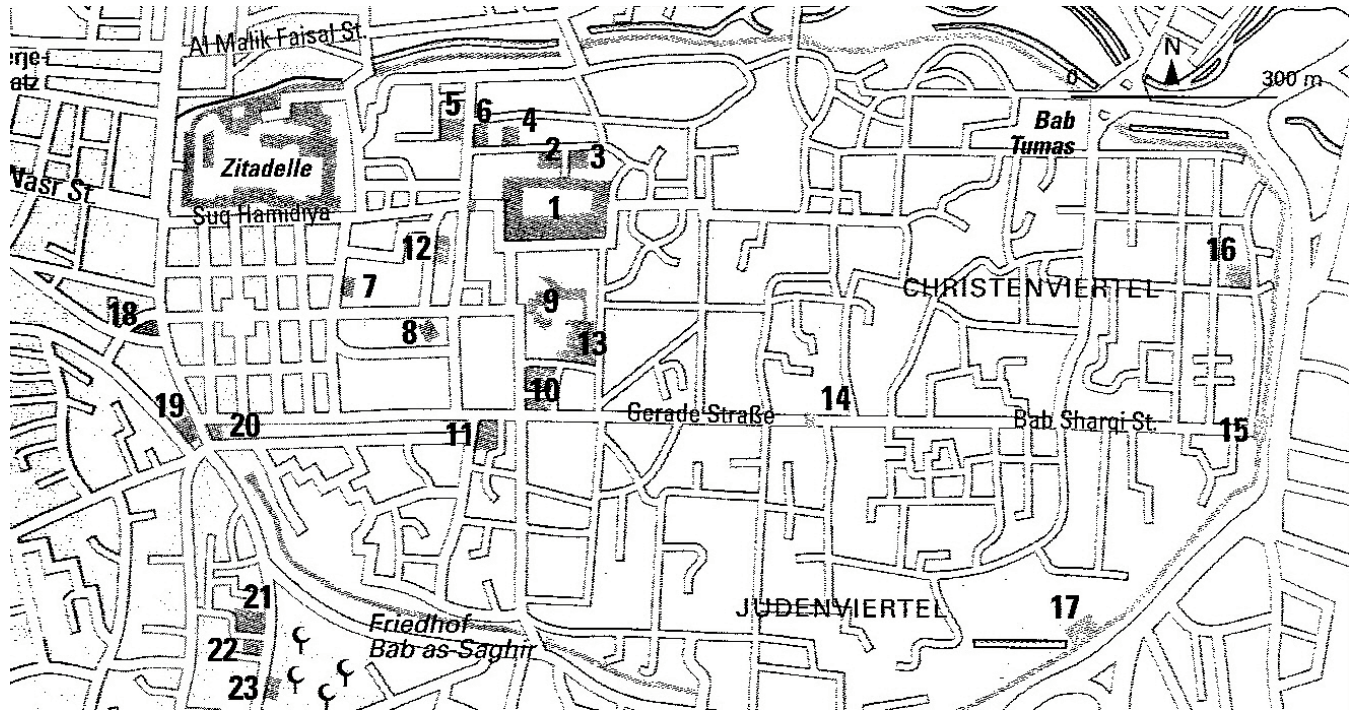 Al Malik Faisal St.
erje-
atz
N
0
300 m
5
6
4
Bab
Tumas
2
3
Zitadelle
Nasr St.
1
Suq Hamidiya
12
16
7
CHRISTENVIERTEL
9
18
8
13
10
14
19
Gerade Straße
Bab Sharqi St.
20
11
15
21
17
JUDENVIERTEL
Friedhof
Bab as-Saghir
22
23